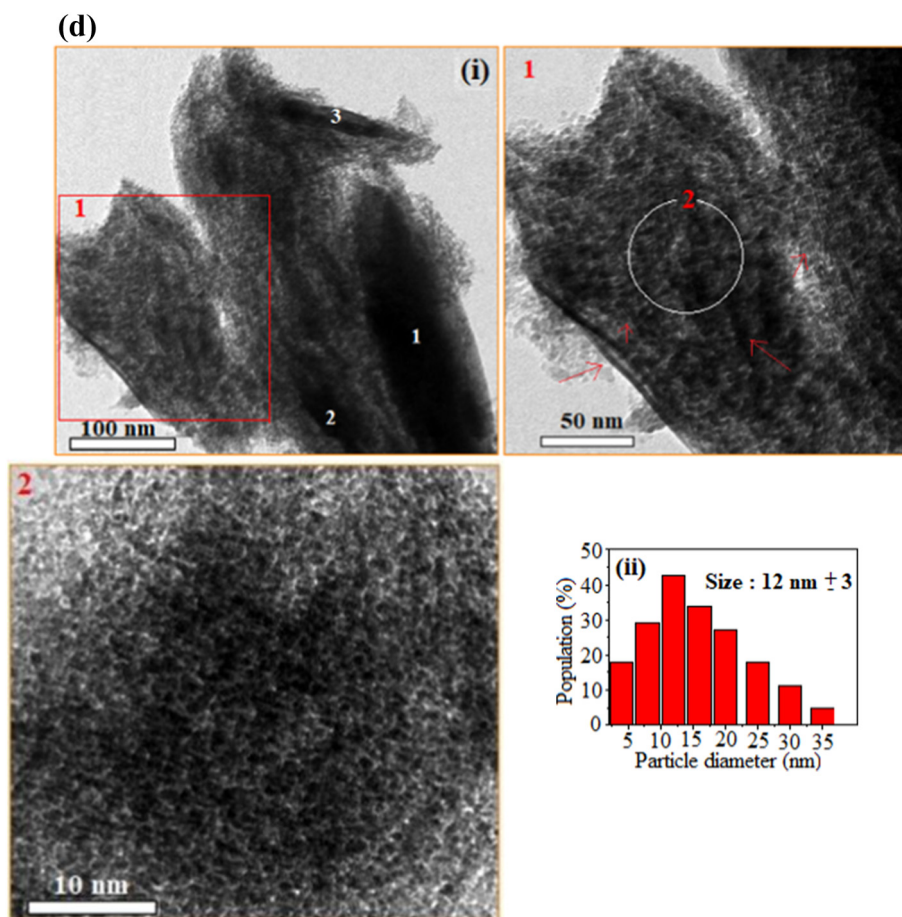 (d)
(i)
3
1
1
2
100 nm
1
2
50 nm
2
10 nm
(ii)
Size : 12 nm ± 3
Population (%)
50
40
30
20
10
0
5 10 15 20 25 30 35
Particle diameter (nm)